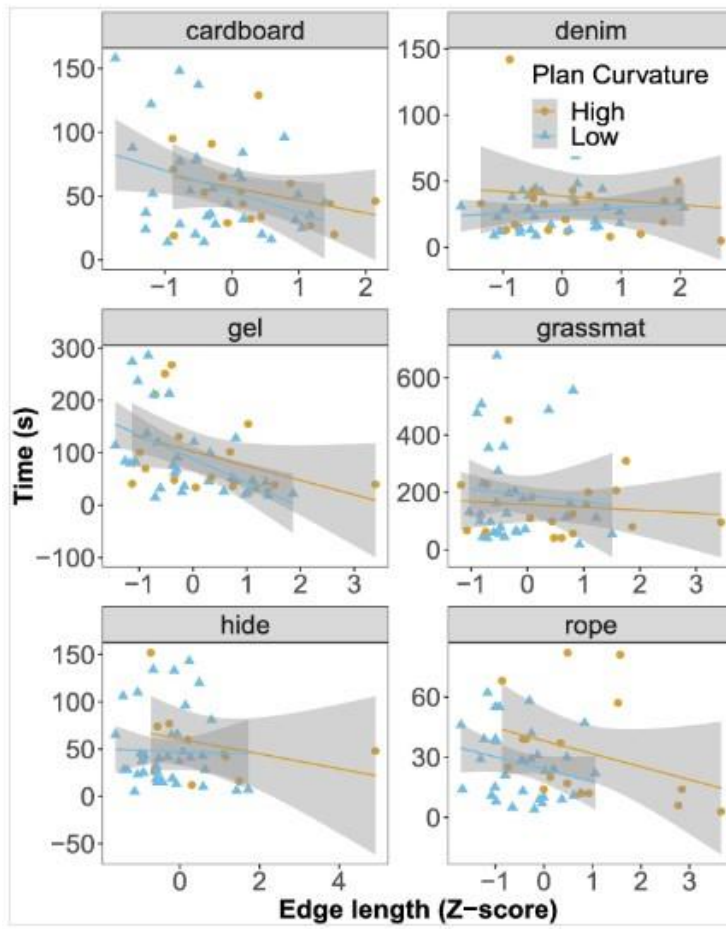 cardboard denim
150 150
Plan Curvature
High
100 100
Low
50 50
0 0
−1 0 1 2 −1 0 1 2
gel grassmat
300
600
200
400
100
200
0
−100 0
−1 0 1 2 3 −1 0 1 2 3
hide rope
150
60
100
50 30
0
0
−50
0 2 4 −1 0 1 2 3
Time (s)
Edge length (Z−score)